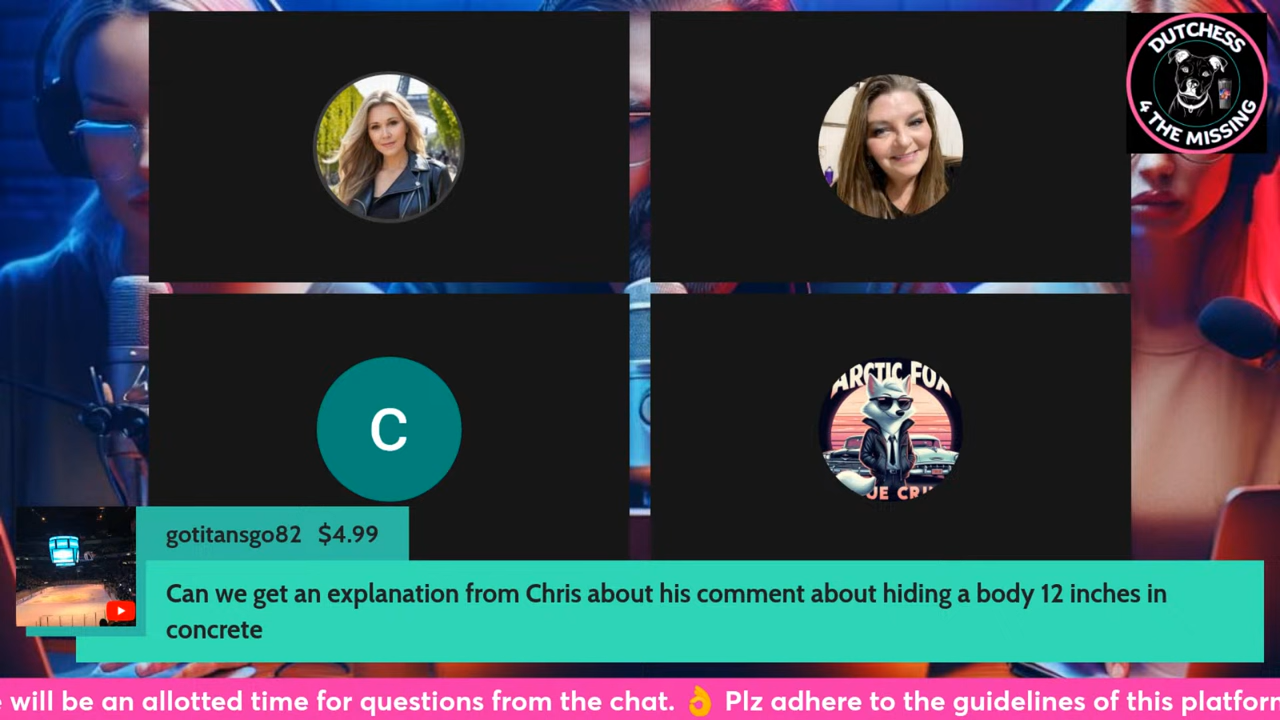 DUTCHESS
4 THE MISSING
C
ARCTIC FOX
UE CRI
gotitansgo82 $4.99
Can we get an explanation from Chris about his comment about hiding a body 12 inches in
concrete
e will be an allotted time for questions from the chat. 👌 Plz adhere to the guidelines of this platform